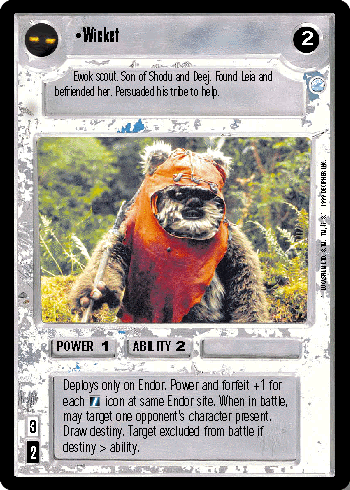 •Wicket
2
Ewok scout. Son of Shodu and Deej. Found Leia and
befriended her. Persuaded his tribe to help.
POWER 1
ABILITY 2
Deploys only on Endor. Power and forfeit +1 for
each icon at same Endor site. When in battle,
may target one opponent's character present.
Draw destiny. Target excluded from battle if
destiny > ability.
3
2